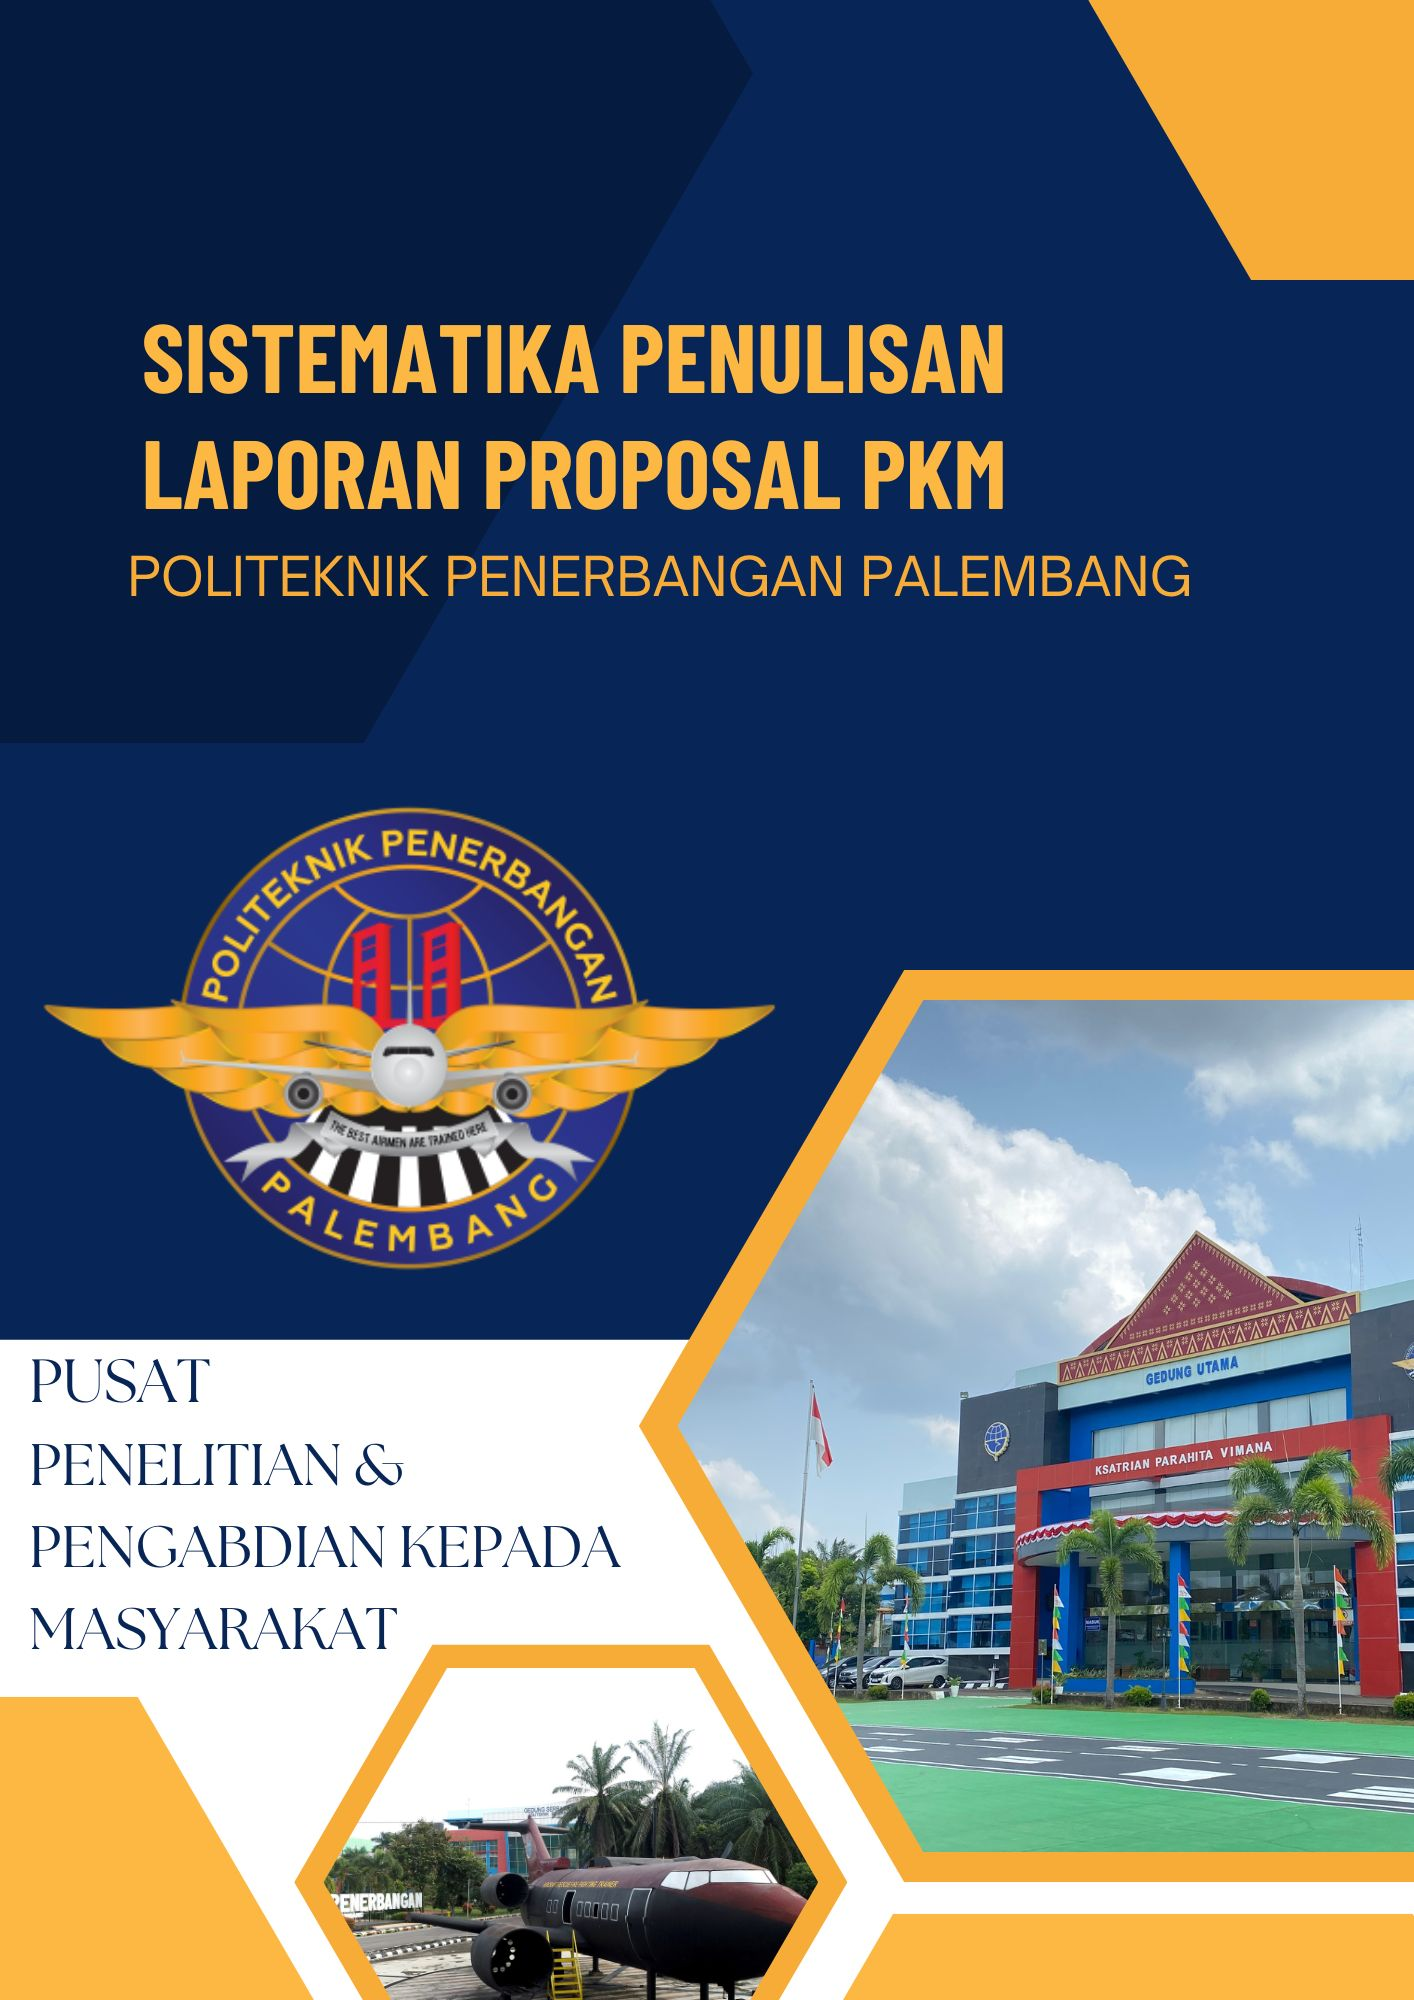 SISTEMATIKA PENULISAN
LAPORAN PROPOSAL PKM
POLITEKNIK PENERBANGAN PALEMBANG
POLITEKNIK PENERBANGAN
THE BEST AIRMEN ARE TRAINED HERE
PALEMBANG
PUSAT
PENELITIAN &
PENGABDIAN KEPADA
MASYARAKAT
GEDUNG UTAMA
KSATRIAN PARAHITA VIMANA
MASUK
PENERBANGAN